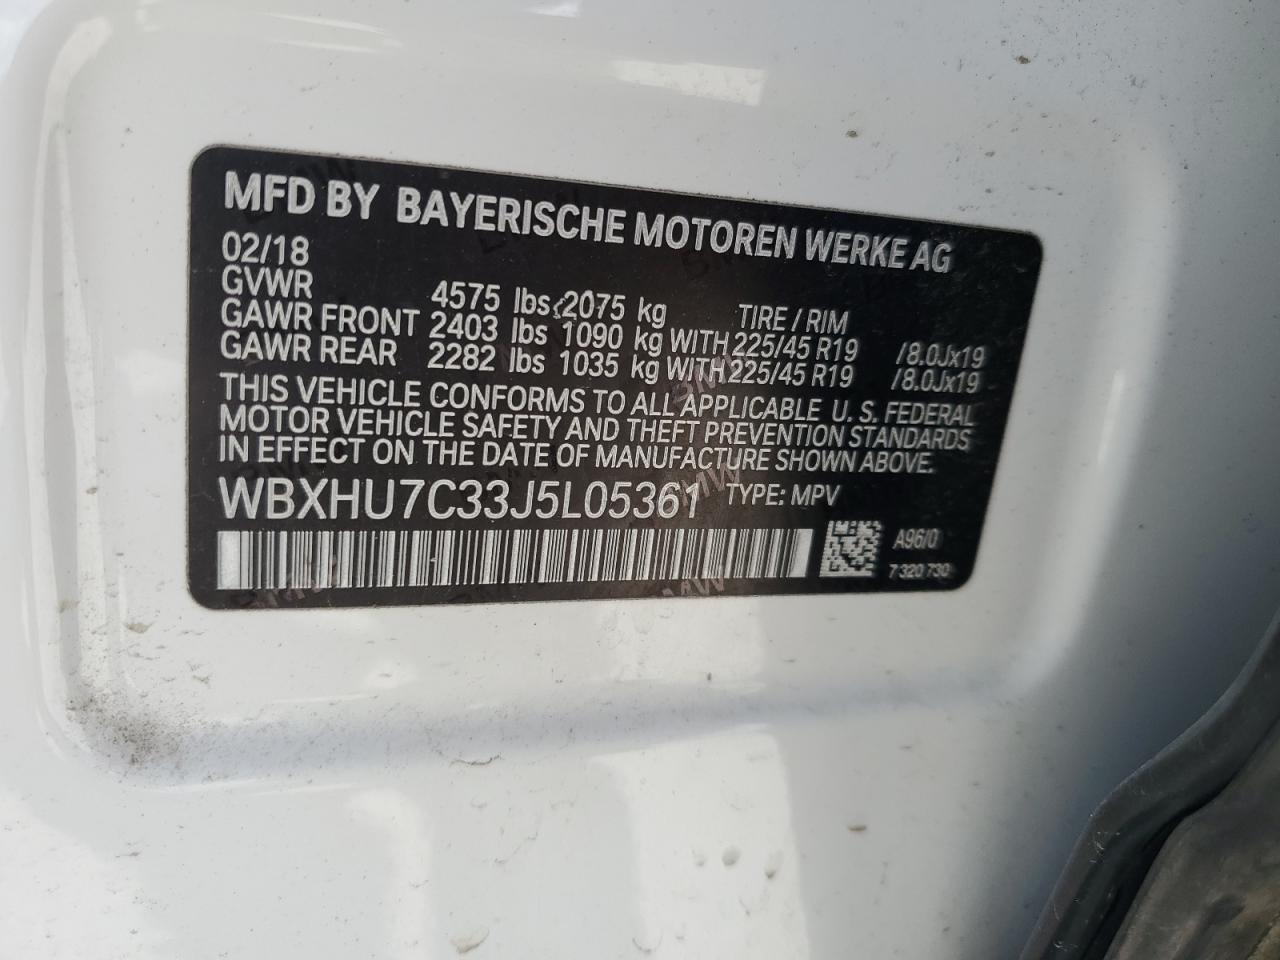 MFD BY BAYERISCHE MOTOREN WERKE AG
02/18
GVWR 4575 lbs 2075 kg TIRE / RIM
GAWR FRONT 2403 lbs 1090 kg WITH 225/45 R19 /8.0Jx19
GAWR REAR 2282 lbs 1035 kg WITH 225/45 R19 /8.0Jx19
THIS VEHICLE CONFORMS TO ALL APPLICABLE U. S. FEDERAL
MOTOR VEHICLE SAFETY AND THEFT PREVENTION STANDARDS
IN EFFECT ON THE DATE OF MANUFACTURE SHOWN ABOVE.
WBXHU7C33J5L05361 TYPE: MPV
A96/0
7 320 730